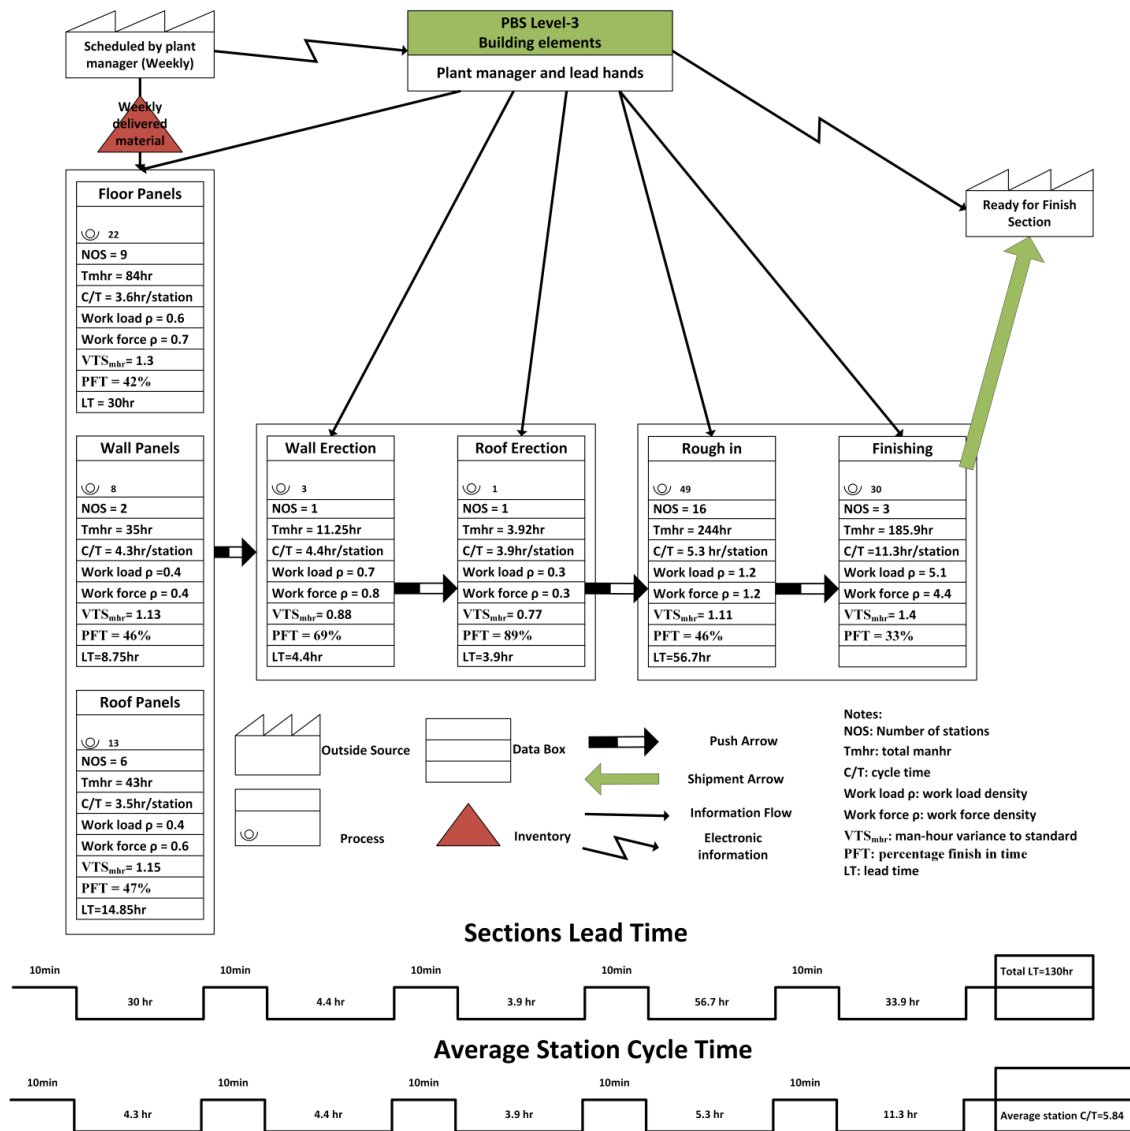 Scheduled by plant
manager (Weekly)
PBS Level-3
Building elements
Plant manager and lead hands
Weekly
delivered
material
Ready for Finish
Section
Floor Panels
22
NOS = 9
Tmhr = 84hr
C/T = 3.6hr/station
Work load ρ = 0.6
Work force ρ = 0.7
VTSmhr= 1.3
PFT = 42%
LT = 30hr
Wall Panels
8
NOS = 2
Tmhr = 35hr
C/T = 4.3hr/station
Work load ρ =0.4
Work force ρ = 0.4
VTSmhr= 1.13
PFT = 46%
LT=8.75hr
Roof Panels
13
NOS = 6
Tmhr = 43hr
C/T = 3.5hr/station
Work load ρ = 0.4
Work force ρ = 0.6
VTSmhr= 1.15
PFT = 47%
LT=14.85hr
Wall Erection
3
NOS = 1
Tmhr = 11.25hr
C/T = 4.4hr/station
Work load ρ = 0.7
Work force ρ = 0.8
VTSmhr= 0.88
PFT = 69%
LT=4.4hr
Roof Erection
1
NOS = 1
Tmhr = 3.92hr
C/T = 3.9hr/station
Work load ρ = 0.3
Work force ρ = 0.3
VTSmhr= 0.77
PFT = 89%
LT=3.9hr
Rough in
49
NOS = 16
Tmhr = 244hr
C/T = 5.3 hr/station
Work load ρ = 1.2
Work force ρ = 1.2
VTSmhr= 1.11
PFT = 46%
LT=56.7hr
Finishing
30
NOS = 3
Tmhr = 185.9hr
C/T =11.3hr/station
Work load ρ = 5.1
Work force ρ = 4.4
VTSmhr= 1.4
PFT = 33%
Outside Source
Data Box
Push Arrow
Shipment Arrow
Process
Inventory
Information Flow
Electronic
information
Notes:
NOS: Number of stations
Tmhr: total manhr
C/T: cycle time
Work load ρ: work load density
Work force ρ: work force density
VTSmhr: man-hour variance to standard
PFT: percentage finish in time
LT: lead time
Sections Lead Time
10min 10min 10min 10min 10min Total LT=130hr
30 hr 4.4 hr 3.9 hr 56.7 hr 33.9 hr
Average Station Cycle Time
10min 10min 10min 10min 10min
4.3 hr 4.4 hr 3.9 hr 5.3 hr 11.3 hr Average station C/T=5.84